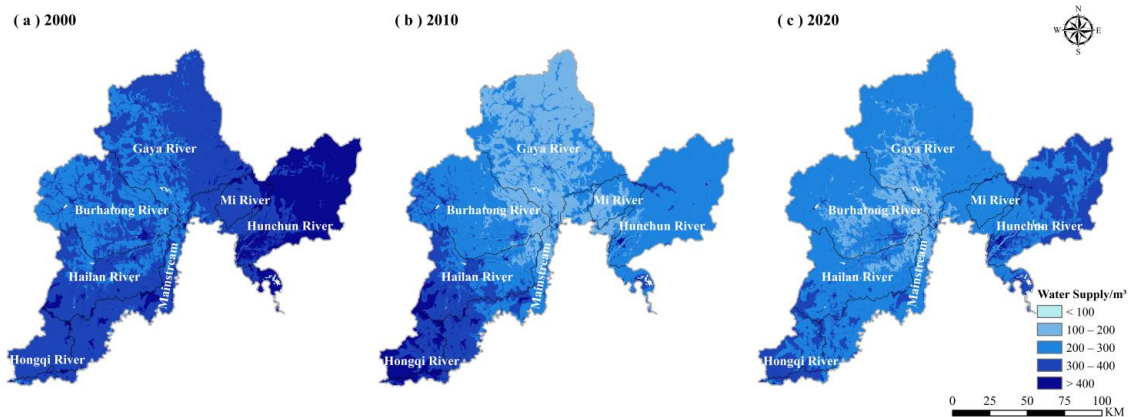 ( a ) 2000
( b ) 2010
( c ) 2020
N
W E
S
Gaya River
Mi River
Burhatong River
Hunchun River
Hailan River
Mainstream
Hongqi River
Gaya River
Mi River
Burhatong River
Hunchun River
Hailan River
Mainstream
Hongqi River
Gaya River
Mi River
Burhatong River
Hunchun River
Hailan River
Mainstream
Hongqi River
Water Supply/m³
< 100
100 – 200
200 – 300
300 – 400
> 400
0 25 50 75 100
KM